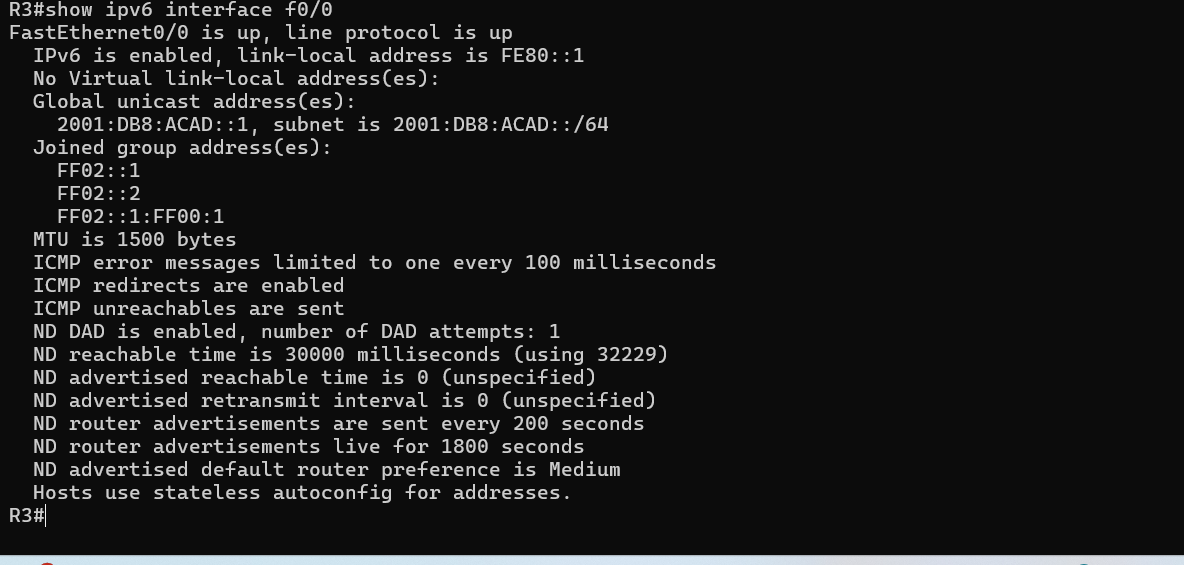 R3#show ipv6 interface f0/0
FastEthernet0/0 is up, line protocol is up
  IPv6 is enabled, link-local address is FE80::1
  No Virtual link-local address(es):
  Global unicast address(es):
    2001:DB8:ACAD::1, subnet is 2001:DB8:ACAD::/64
  Joined group address(es):
    FF02::1
    FF02::2
    FF02::1:FF00:1
  MTU is 1500 bytes
  ICMP error messages limited to one every 100 milliseconds
  ICMP redirects are enabled
  ICMP unreachables are sent
  ND DAD is enabled, number of DAD attempts: 1
  ND reachable time is 30000 milliseconds (using 32229)
  ND advertised reachable time is 0 (unspecified)
  ND advertised retransmit interval is 0 (unspecified)
  ND router advertisements are sent every 200 seconds
  ND router advertisements live for 1800 seconds
  ND advertised default router preference is Medium
  Hosts use stateless autoconfig for addresses.
R3#